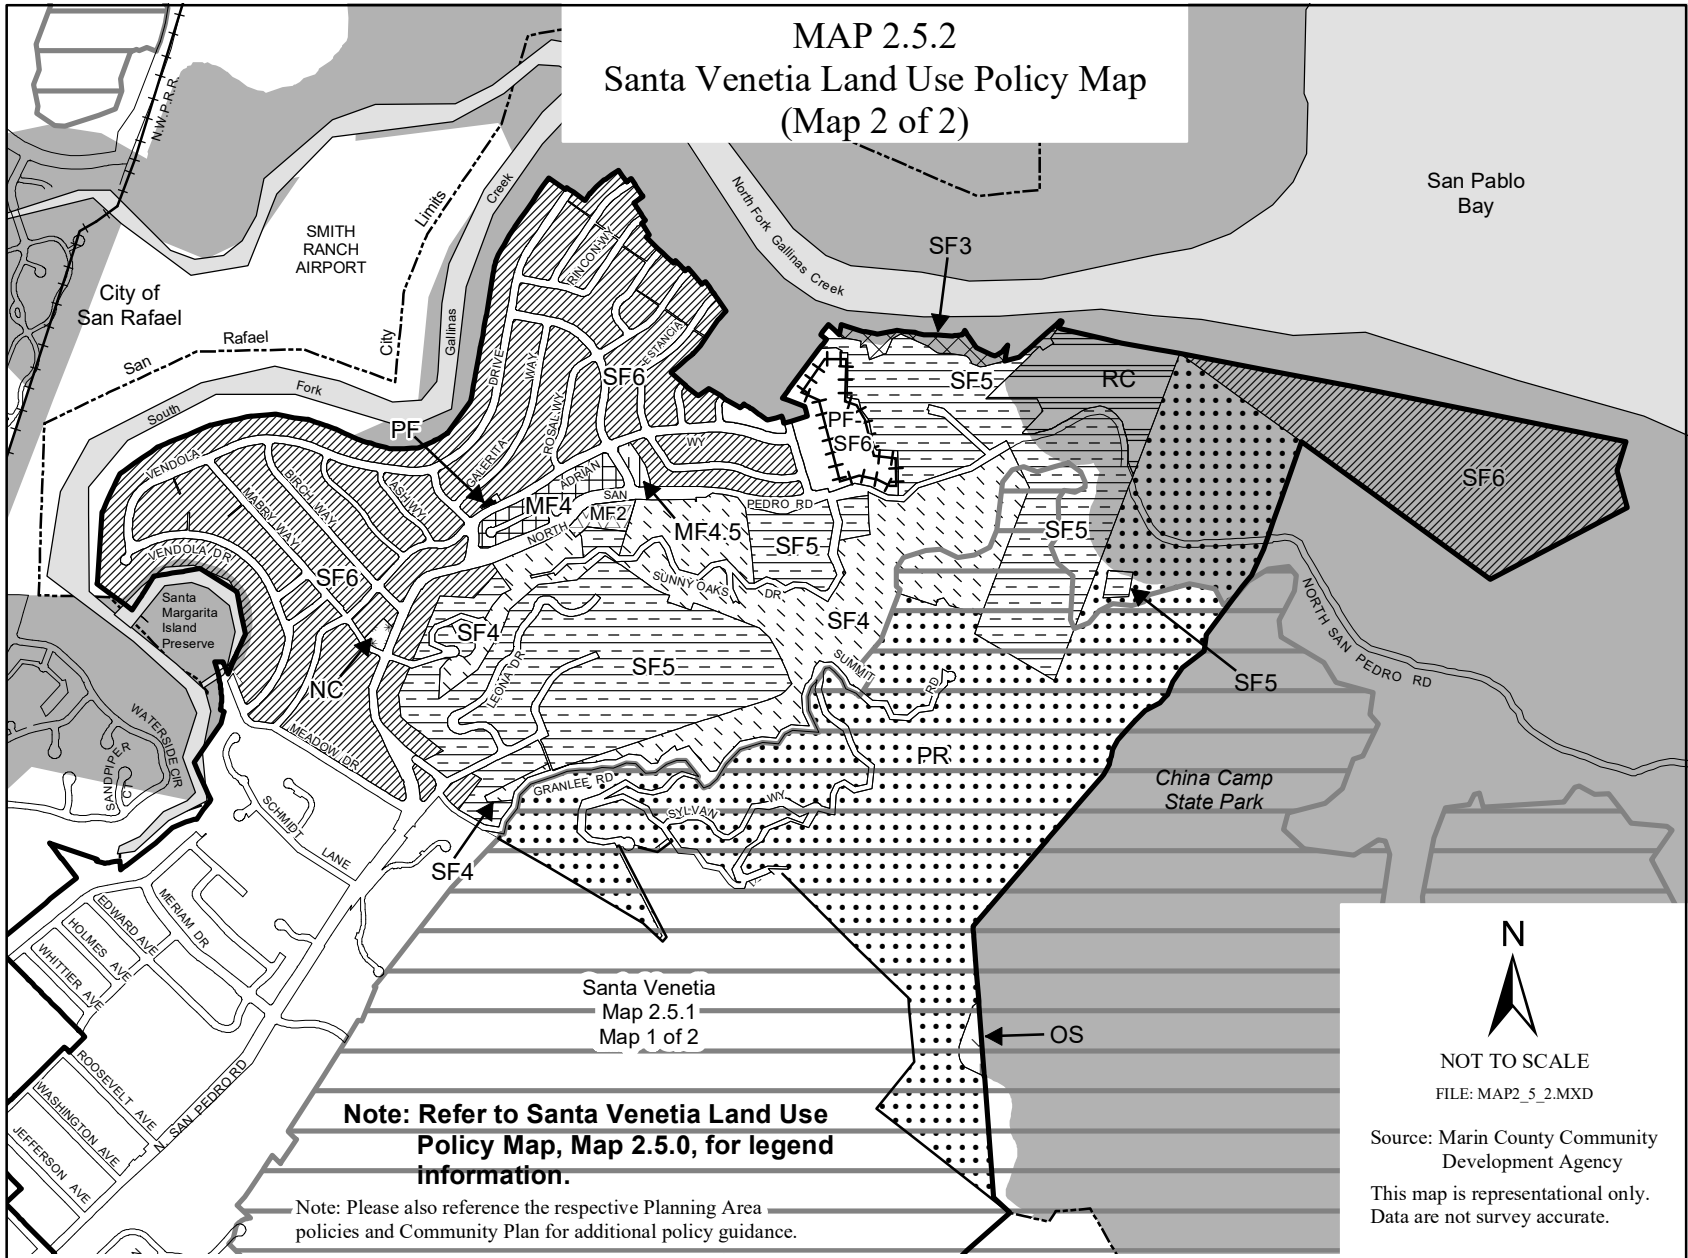 MAP 2.5.2
Santa Venetia Land Use Policy Map
(Map 2 of 2)
N.W.P.R.R.
San Pablo
Bay
SMITH
RANCH
AIRPORT
City of
San Rafael
San
Rafael
City
Limits
Gallinas
Creek
South
Fork
North Fork Gallinas Creek
SF3
RINCON WY
ESTANCIA
DRIVE
WAY
ROSAL WY
GALERITA
SF6
SF5
RC
PF
PF-
SF6
WY
VENDOLA
BIRCH WAY
MABRY WAY
ASH WY
ADRIAN
SF6
MF4
SAN
MF2
NORTH
PEDRO RD
MF4.5
SF5
SF5
VENDOLA DR
SF6
Santa
Margarita
Island
Preserve
SUNNY OAKS
DR
SF4
SF4
SF5
LEONA DR
NC
SUMMIT
RD
SF5
NORTH SAN PEDRO RD
MEADOW DR
WATERSIDE CIR
SANDPIPER
CT
PR
China Camp
State Park
GRANLEE RD
SYLVAN
WY
SF4
SCHMIDT
LANE
MERIAM DR
EDWARD AVE
HOLMES AVE
WHITTIER AVE
ROOSEVELT AVE
WASHINGTON AVE
JEFFERSON AVE
N. SAN PEDRO RD
Santa Venetia
Map 2.5.1
Map 1 of 2
OS
Note: Refer to Santa Venetia Land Use
Policy Map, Map 2.5.0, for legend
information.
Note: Please also reference the respective Planning Area
policies and Community Plan for additional policy guidance.
N
NOT TO SCALE
FILE: MAP2_5_2.MXD
Source: Marin County Community
Development Agency
This map is representational only.
Data are not survey accurate.